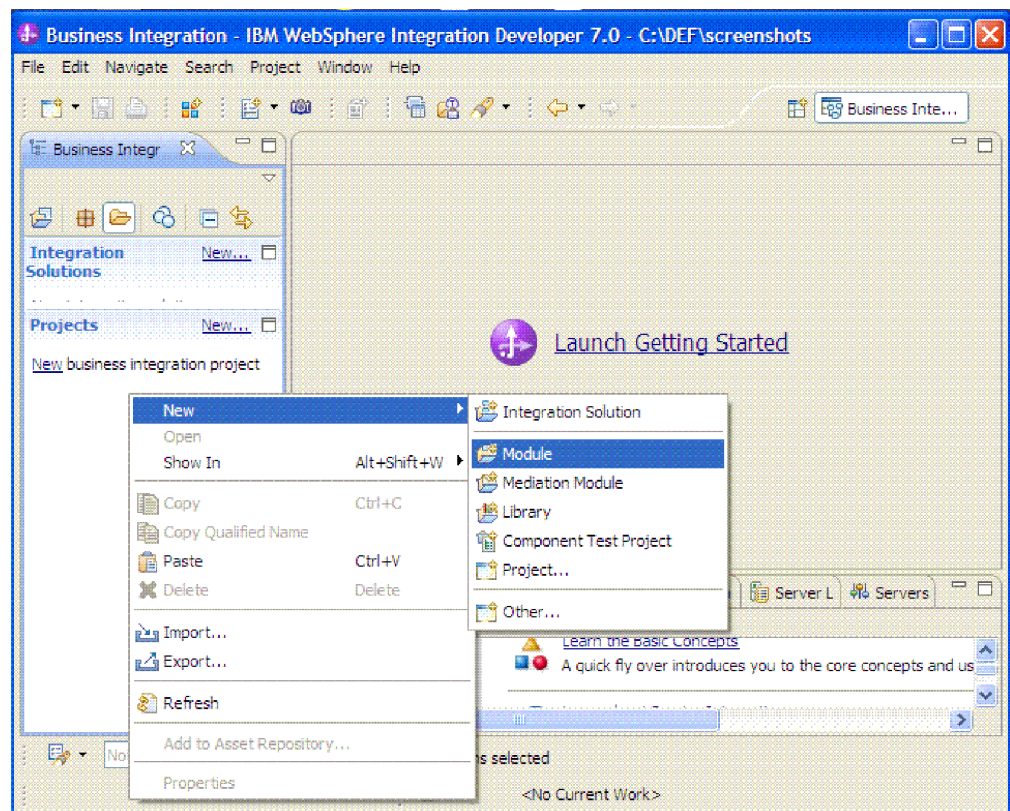 Business Integration - IBM WebSphere Integration Developer 7.0 - C:\DEF\screenshots
File Edit Navigate Search Project Window Help
Business Inte...
Business Integr
Integration Solutions New...
Projects New...
New business integration project
Launch Getting Started
New
Open
Show In Alt+Shift+W
Copy Ctrl+C
Copy Qualified Name
Paste Ctrl+V
Delete Delete
Import...
Export...
Refresh
Add to Asset Repository...
Properties
Integration Solution
Module
Mediation Module
Library
Component Test Project
Project...
Other...
Server L Servers
Learn the Basic Concepts
A quick fly over introduces you to the core concepts and us
No
selected
<No Current Work>